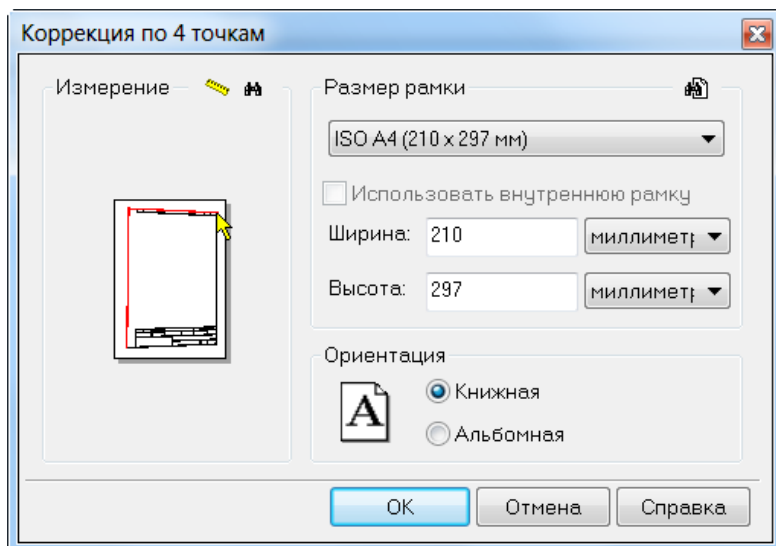 Коррекция по 4 точкам
Измерение
Размер рамки
ISO A4 (210 x 297 мм)
Использовать внутреннюю рамку
Ширина: 210 миллиметр
Высота: 297 миллиметр
Ориентация
A
Книжная
Альбомная
OK Отмена Справка